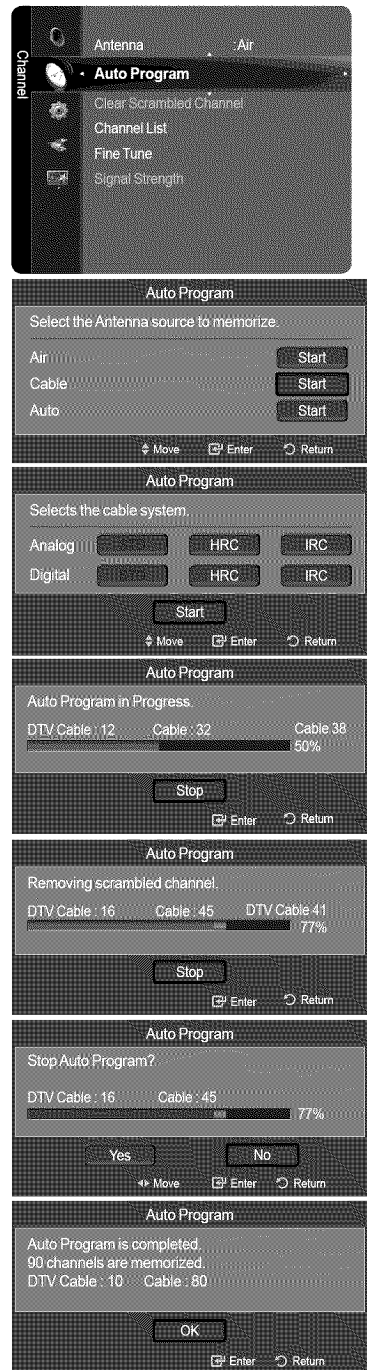 Channel
Antenna :Air
Auto Program
Clear Scrambled Channel
Channel List
Fine Tune
Signal Strength
Auto Program
Select the Antenna source to memorize.
Air Start
Cable Start
Auto Start
Move Enter Return
Auto Program
Selects the cable system.
Analog HRC IRC
Digital HRC IRC
Start
Move Enter Return
Auto Program
Auto Program in Progress.
DTV Cable : 12 Cable : 32 Cable 38
50%
Stop
Enter Return
Auto Program
Removing scrambled channel.
DTV Cable : 16 Cable : 45 DTV Cable 41
77%
Stop
Enter Return
Auto Program
Stop Auto Program?
DTV Cable : 16 Cable : 45
77%
Yes No
Move Enter Return
Auto Program
Auto Program is completed.
90 channels are memorized.
DTV Cable : 10 Cable : 80
OK
Enter Return